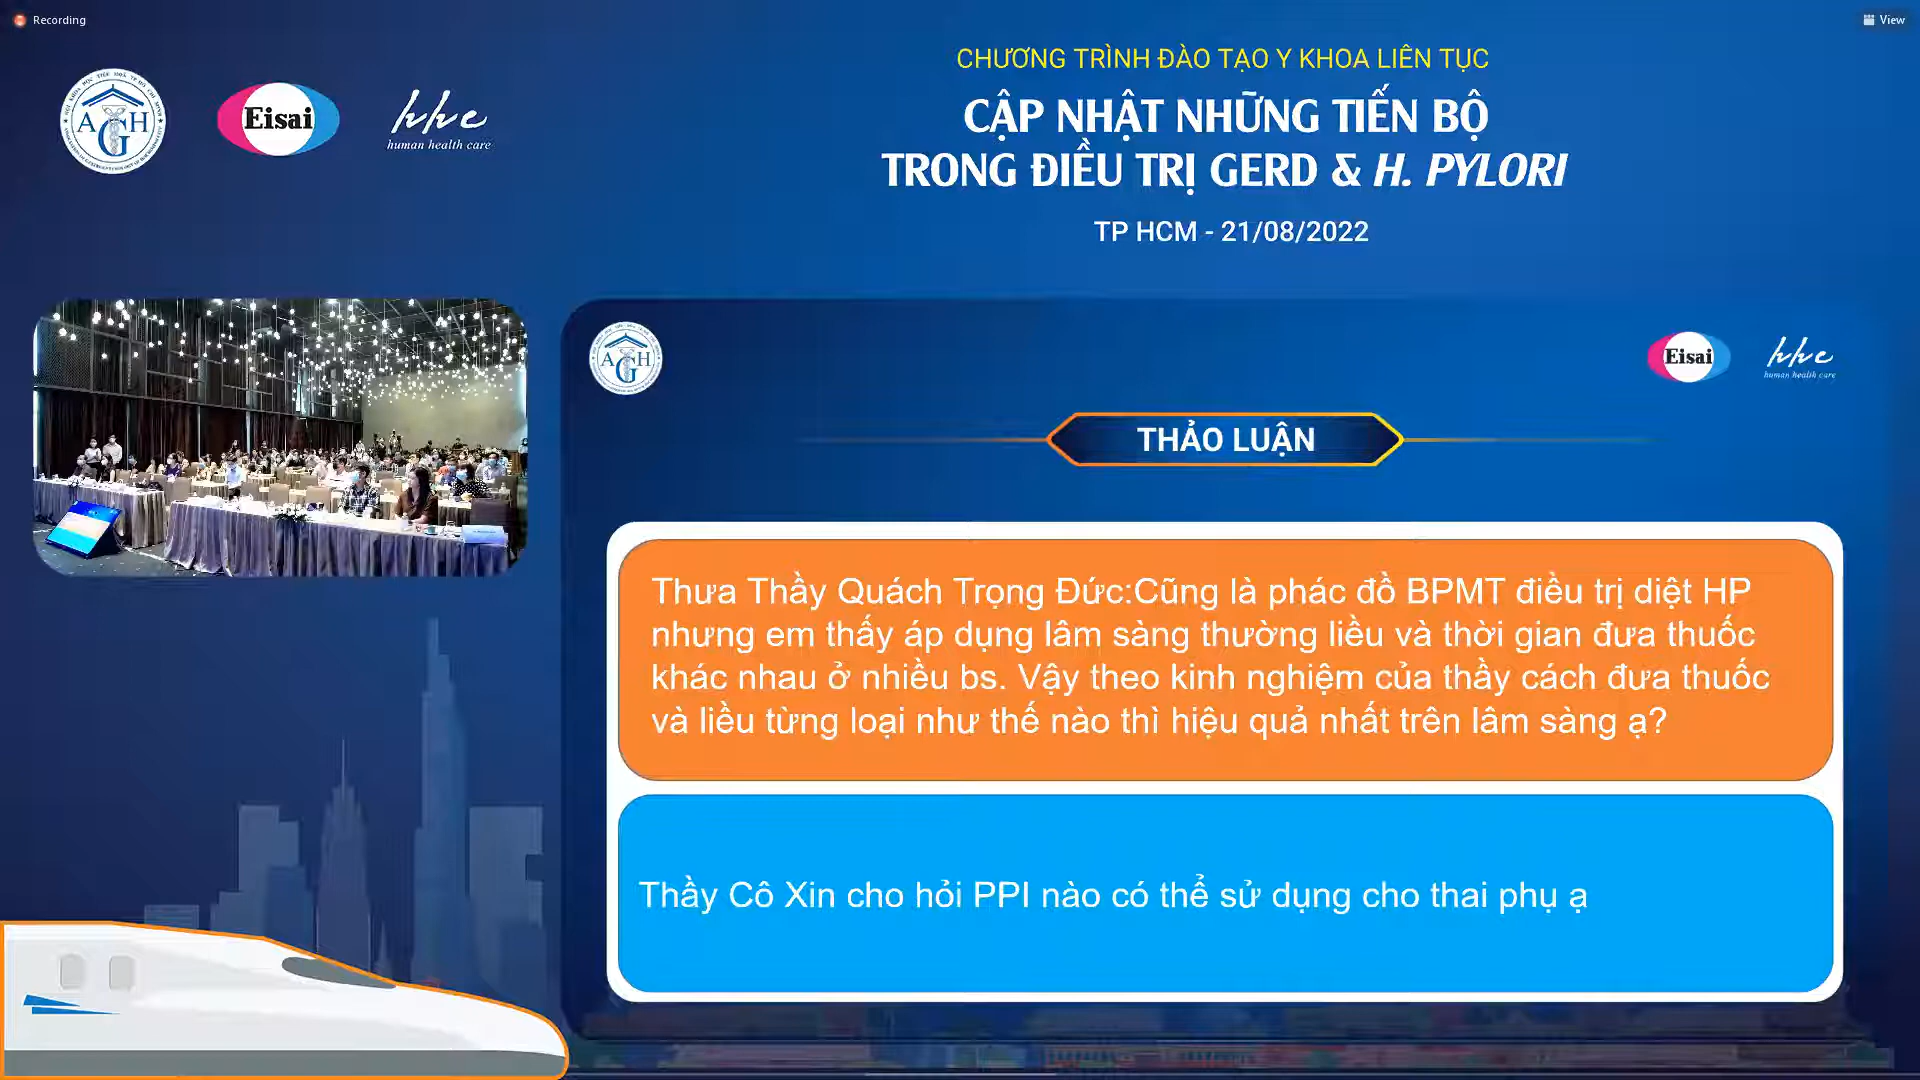 Recording
View
CHƯƠNG TRÌNH ĐÀO TẠO Y KHOA LIÊN TỤC
CẬP NHẬT NHỮNG TIẾN BỘ
TRONG ĐIỀU TRỊ GERD & H. PYLORI
TP HCM - 21/08/2022
AGH
Eisai
hhc
human health care
AGH
Eisai
hhc
human health care
THẢO LUẬN
Thưa Thầy Quách Trọng Đức:Cũng là phác đồ BPMT điều trị diệt HP
nhưng em thấy áp dụng lâm sàng thường liều và thời gian đưa thuốc
khác nhau ở nhiều bs. Vậy theo kinh nghiệm của thầy cách đưa thuốc
và liều từng loại như thế nào thì hiệu quả nhất trên lâm sàng ạ?
Thầy Cô Xin cho hỏi PPI nào có thể sử dụng cho thai phụ ạ